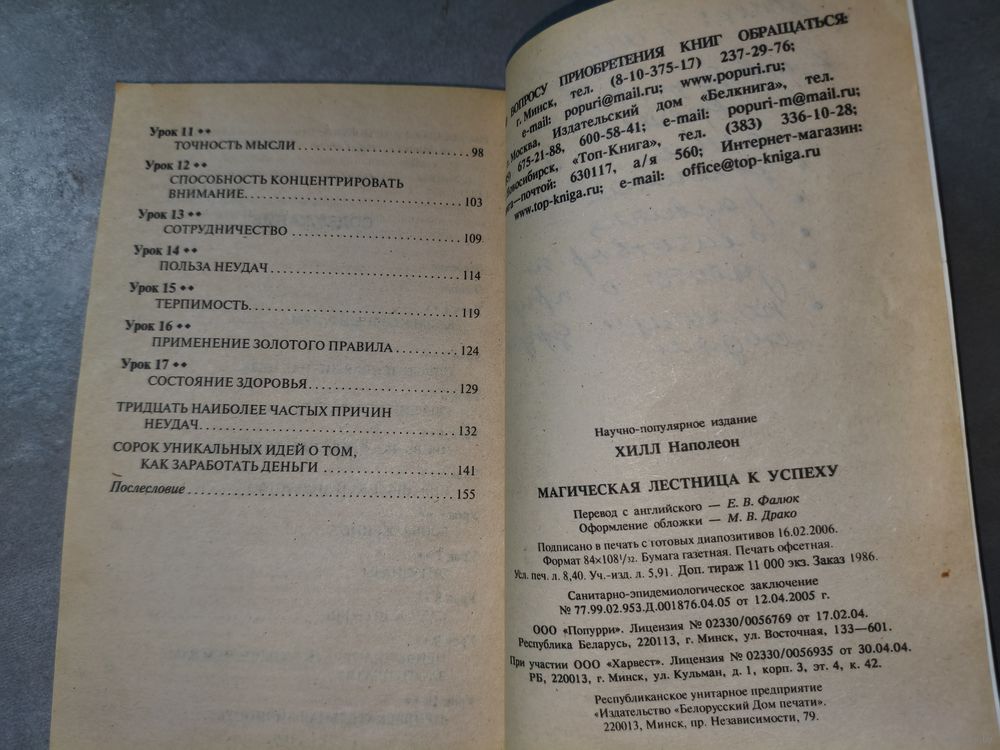 Урок 11 ◆◆
ТОЧНОСТЬ МЫСЛИ.......................98
Урок 12 ◆◆
СПОСОБНОСТЬ КОНЦЕНТРИРОВАТЬ
ВНИМАНИЕ.......................103
Урок 13 ◆◆
СОТРУДНИЧЕСТВО.......................109
Урок 14 ◆◆
ПОЛЬЗА НЕУДАЧ.......................114
Урок 15 ◆◆
ТЕРПИМОСТЬ.......................119
Урок 16 ◆◆
ПРИМЕНЕНИЕ ЗОЛОТОГО ПРАВИЛА..........124
Урок 17 ◆◆
СОСТОЯНИЕ ЗДОРОВЬЯ.......................129
ТРИДЦАТЬ НАИБОЛЕЕ ЧАСТЫХ ПРИЧИН
НЕУДАЧ.......................132
СОРОК УНИКАЛЬНЫХ ИДЕЙ О ТОМ,
КАК ЗАРАБОТАТЬ ДЕНЬГИ.......................141
Послесловие.......................155
ВОПРОСУ ПРИОБРЕТЕНИЯ КНИГ ОБРАЩАТЬСЯ:
г. Минск, тел. (8-10-375-17) 237-29-76;
e-mail: popuri@mail.ru; www.popuri.ru;
Москва, Издательский дом «Белкнига», тел.
675-21-88, 600-58-41; e-mail: popuri-m@mail.ru;
«Топ-Книга», тел. (383) 336-10-28;
почтой: 630117, а/я 560; Интернет-магазин:
www.top-kniga.ru; e-mail: office@top-kniga.ru
Научно-популярное издание
ХИЛЛ Наполеон
МАГИЧЕСКАЯ ЛЕСТНИЦА К УСПЕХУ
Перевод с английского — Е. В. Фалюк
Оформление обложки — М. В. Драко
Подписано в печать с готовых диапозитивов 16.02.2006.
Формат 84×108¹/₃₂. Бумага газетная. Печать офсетная.
Усл. печ. л. 8,40. Уч.-изд. л. 5,91. Доп. тираж 11 000 экз. Заказ 1986.
Санитарно-эпидемиологическое заключение
№ 77.99.02.953.Д.001876.04.05 от 12.04.2005 г.
ООО «Попурри». Лицензия № 02330/0056769 от 17.02.04.
Республика Беларусь, 220113, г. Минск, ул. Восточная, 133—601.
При участии ООО «Харвест». Лицензия № 02330/0056935 от 30.04.04.
РБ, 220013, г. Минск, ул. Кульман, д. 1, корп. 3, эт. 4, к. 42.
Республиканское унитарное предприятие
«Издательство «Белорусский Дом печати».
220013, Минск, пр. Независимости, 79.